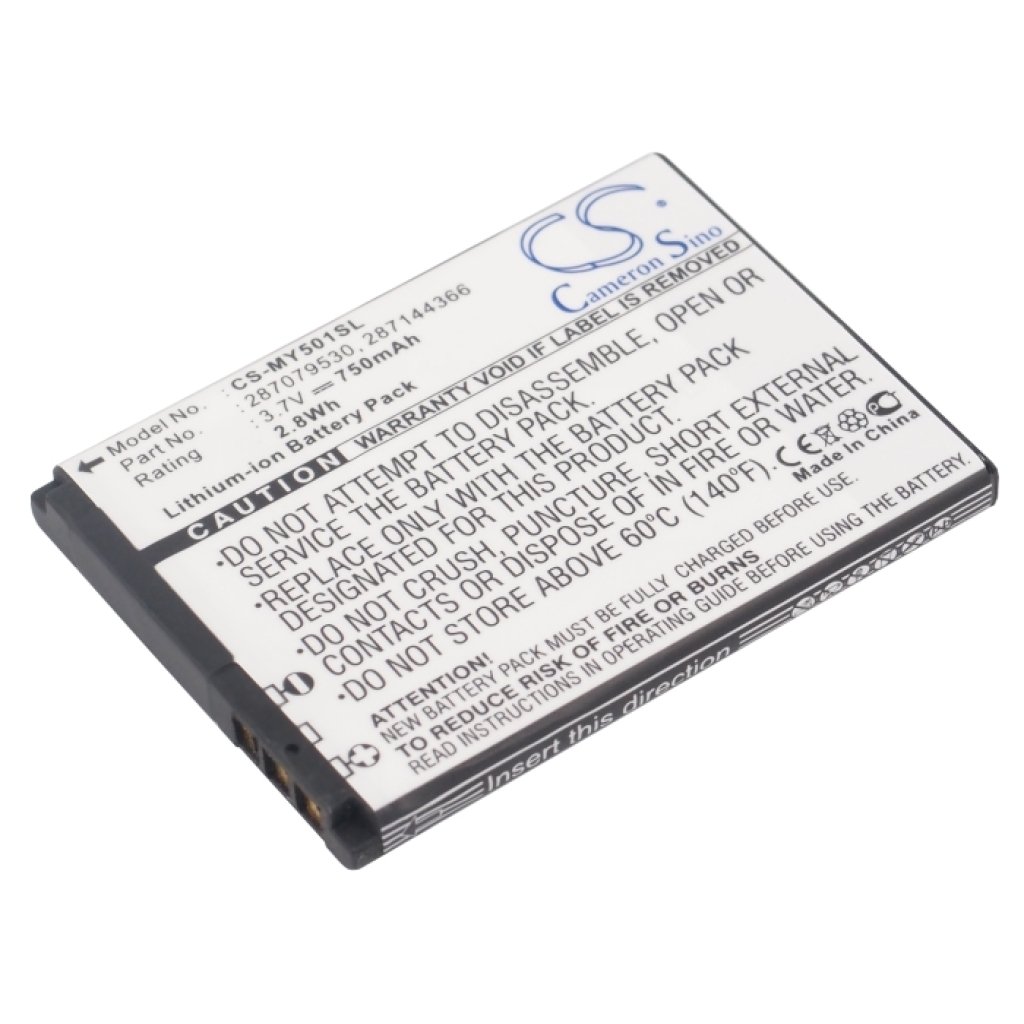 CS
®
Cameron Sino
Model No. CS-MY501SL
Part No. 287079530, 287144366
Rating 3.7V 750mAh
2.8Wh
Lithium-ion Battery Pack
CAUTION WARRANTY VOID IF THIS LABEL IS REMOVED
•DO NOT ATTEMPT TO DISASSEMBLE, OPEN OR
SERVICE THE BATTERY PACK.
•REPLACE ONLY WITH THE BATTERY PACK
DESIGNATED FOR THIS PRODUCT.
•DO NOT CRUSH, PUNCTURE, SHORT EXTERNAL
CONTACTS OR DISPOSE OF IN FIRE OR WATER.
•DO NOT STORE ABOVE 60°C (140°F)
CE
Made in China
ATTENTION!
NEW BATTERY PACK MUST BE FULLY CHARGED BEFORE USE!
TO REDUCE RISK OF FIRE OR BURNS
READ INSTRUCTIONS IN OPERATING GUIDE BEFORE USING THE BATTERY.
Insert this direction